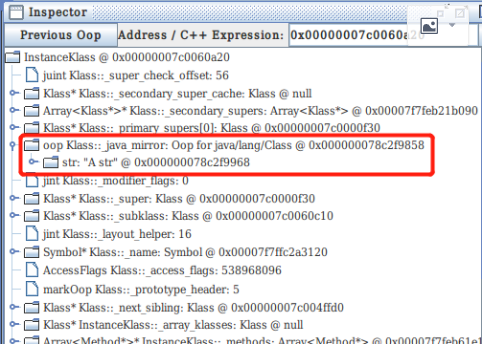 Inspector
Previous Oop Address / C++ Expression: 0x00000007c0060a20
InstanceKlass @ 0x00000007c0060a20
juint Klass::_super_check_offset: 56
Klass* Klass::_secondary_super_cache: Klass @ null
Array<Klass*>* Klass::_secondary_supers: Array<Klass*> @ 0x00007f7feb21b090
Klass* Klass::_primary_supers[0]: Klass @ 0x00000007c0000f30
oop Klass::_java_mirror: Oop for java/lang/Class @ 0x000000078c2f9858
str: "A str" @ 0x000000078c2f9968
jint Klass::_modifier_flags: 0
Klass* Klass::_super: Klass @ 0x00000007c0000f30
Klass* Klass::_subklass: Klass @ 0x00000007c0060c10
jint Klass::_layout_helper: 16
Symbol* Klass::_name: Symbol @ 0x00007f7ffc2a3120
AccessFlags Klass::_access_flags: 538968096
markOop Klass::_prototype_header: 5
Klass* Klass::_next_sibling: Klass @ 0x00000007c004ffd0
Klass* InstanceKlass::_array_klasses: Klass @ null
Array<Method*>* InstanceKlass::_methods: Array<Method*> @ 0x00007f7feb61e1